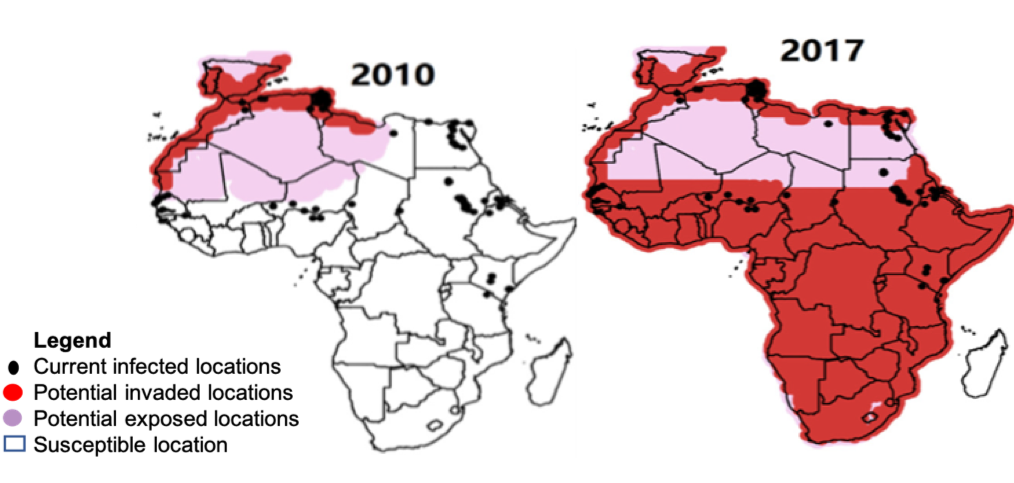 2010
2017
Legend
Current infected locations
Potential invaded locations
Potential exposed locations
Susceptible location